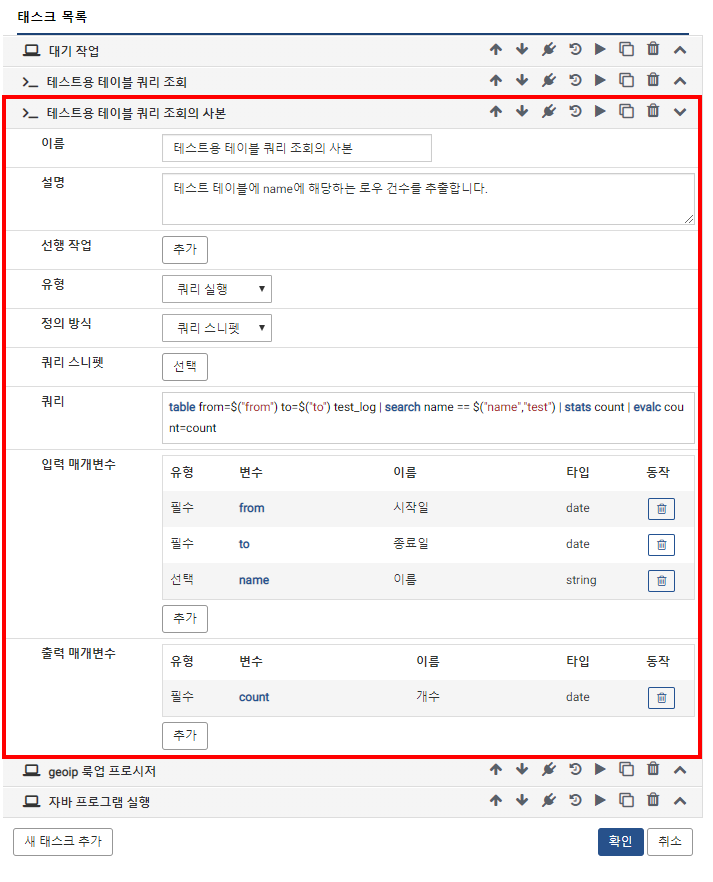 태스크 목록
대기 작업
테스트용 테이블 쿼리 조회
테스트용 테이블 쿼리 조회의 사본
이름 테스트용 테이블 쿼리 조회의 사본
설명 테스트 테이블에 name에 해당하는 로우 건수를 추출합니다.
선행 작업 추가
유형 쿼리 실행
정의 방식 쿼리 스니펫
쿼리 스니펫 선택
쿼리 table from=$("from") to=$("to") test_log | search name == $("name","test") | stats count | evalc cou
nt=count
입력 매개변수 유형 변수 이름 타입 동작
필수 from 시작일 date
필수 to 종료일 date
선택 name 이름 string
추가
출력 매개변수 유형 변수 이름 타입 동작
필수 count 개수 date
추가
geoip 룩업 프로시저
자바 프로그램 실행
새 태스크 추가 확인 취소